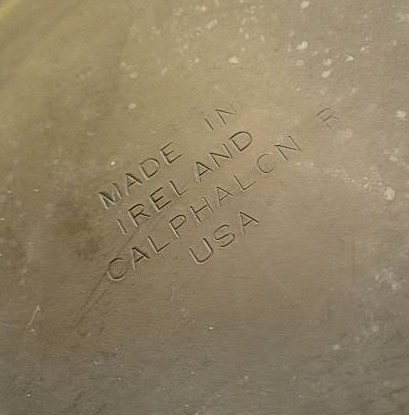 MADE IN
IRELAND
CALPHALON R
USA